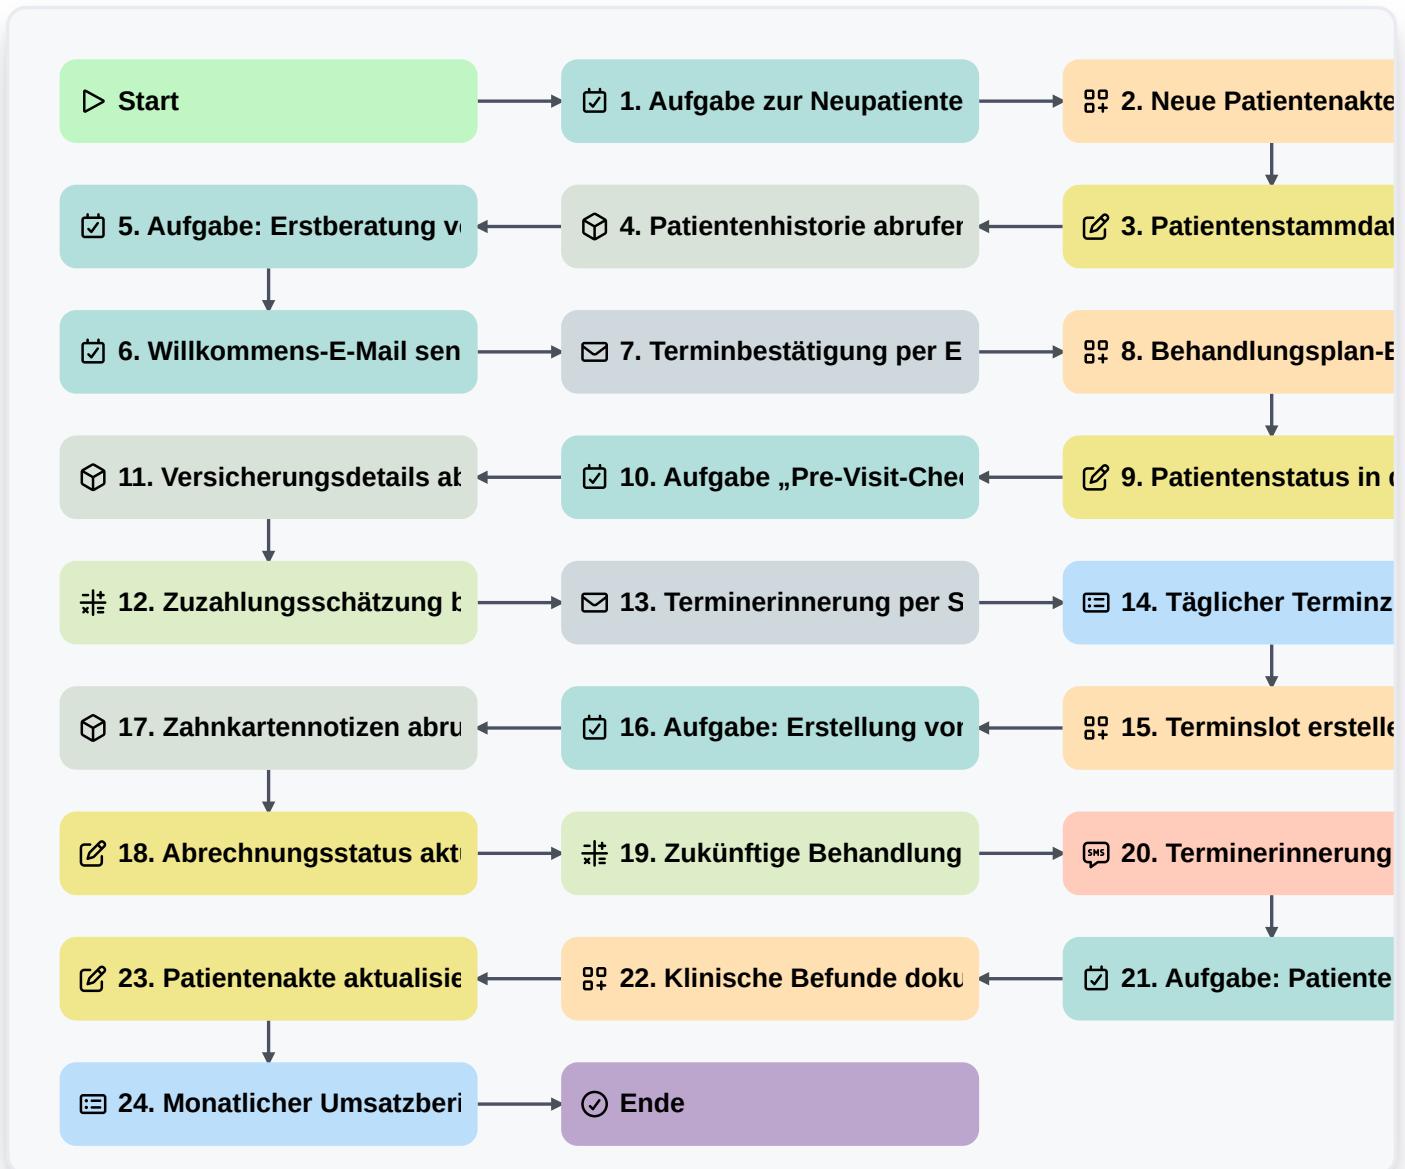 Start
1. Aufgabe zur Neupatiente
2. Neue Patientenakte
5. Aufgabe: Erstberatung
4. Patientenhistorie abrufen
3. Patientenstammdat
6. Willkommens-E-Mail sen
7. Terminbestätigung per E
8. Behandlungsplan-E
11. Versicherungsdetails ab
10. Aufgabe „Pre-Visit-Chec
9. Patientenstatus in
12. Zuzahlungsschätzung b
13. Terminerinnerung per S
14. Täglicher Terminz
17. Zahnkartennotizen abru
16. Aufgabe: Erstellung vor
15. Terminslot erstelle
18. Abrechnungsstatus akt
19. Zukünftige Behandlung
20. Terminerinnerung
SMS
23. Patientenakte aktualisie
22. Klinische Befunde doku
21. Aufgabe: Patiente
24. Monatlicher Umsatzberi
Ende